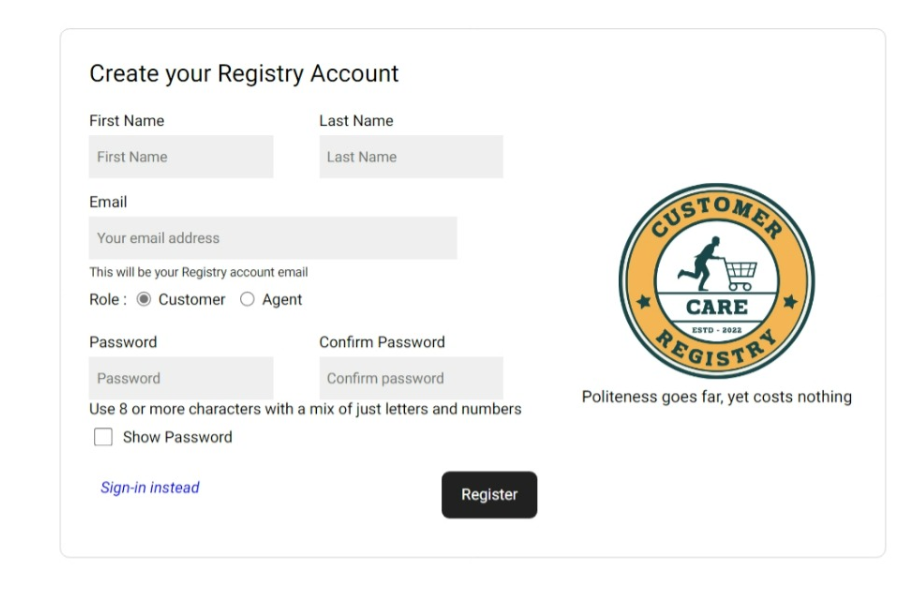 Create your Registry Account
First Name Last Name
First Name Last Name
Email
Your email address
This will be your Registry account email
Role : Customer Agent
Password Confirm Password
Password Confirm password
Use 8 or more characters with a mix of just letters and numbers
Show Password
Sign-in instead
Register
CUSTOMER
CARE
ESTD - 2022
REGISTRY
Politeness goes far, yet costs nothing